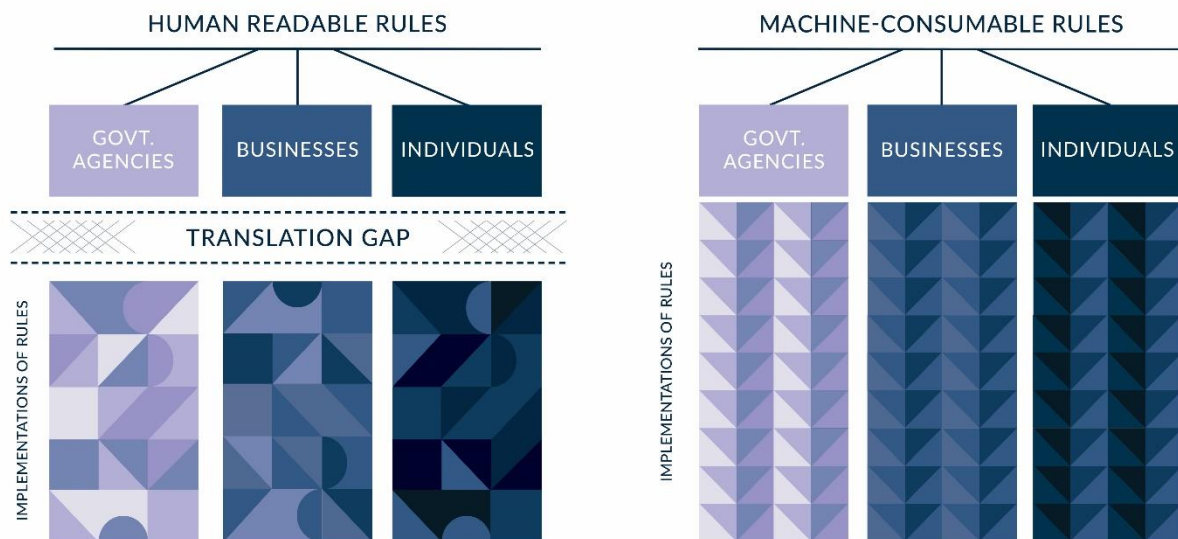 HUMAN READABLE RULES
GOVT.
AGENCIES
BUSINESSES
INDIVIDUALS
TRANSLATION GAP
IMPLEMENTATIONS OF RULES
MACHINE-CONSUMABLE RULES
GOVT.
AGENCIES
BUSINESSES
INDIVIDUALS
IMPLEMENTATIONS OF RULES